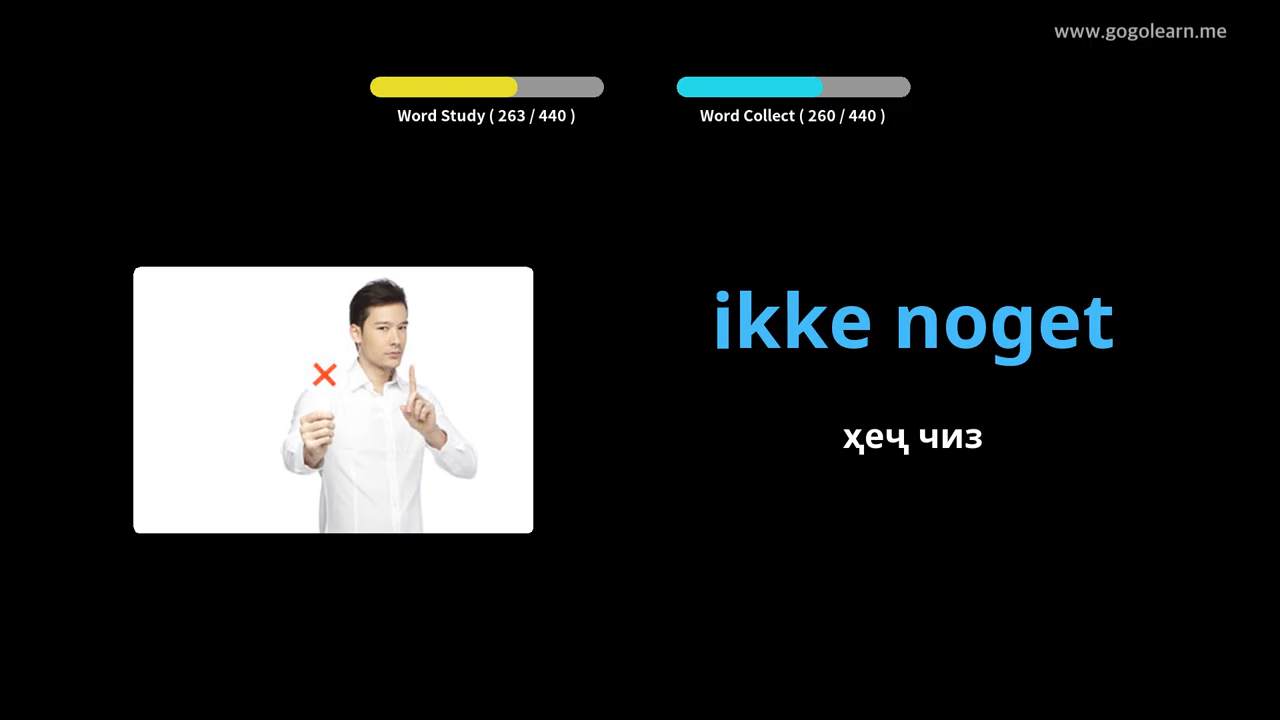 www.gogolearn.me
Word Study ( 263 / 440 )
Word Collect ( 260 / 440 )
ikke noget
ҳеҷ чиз